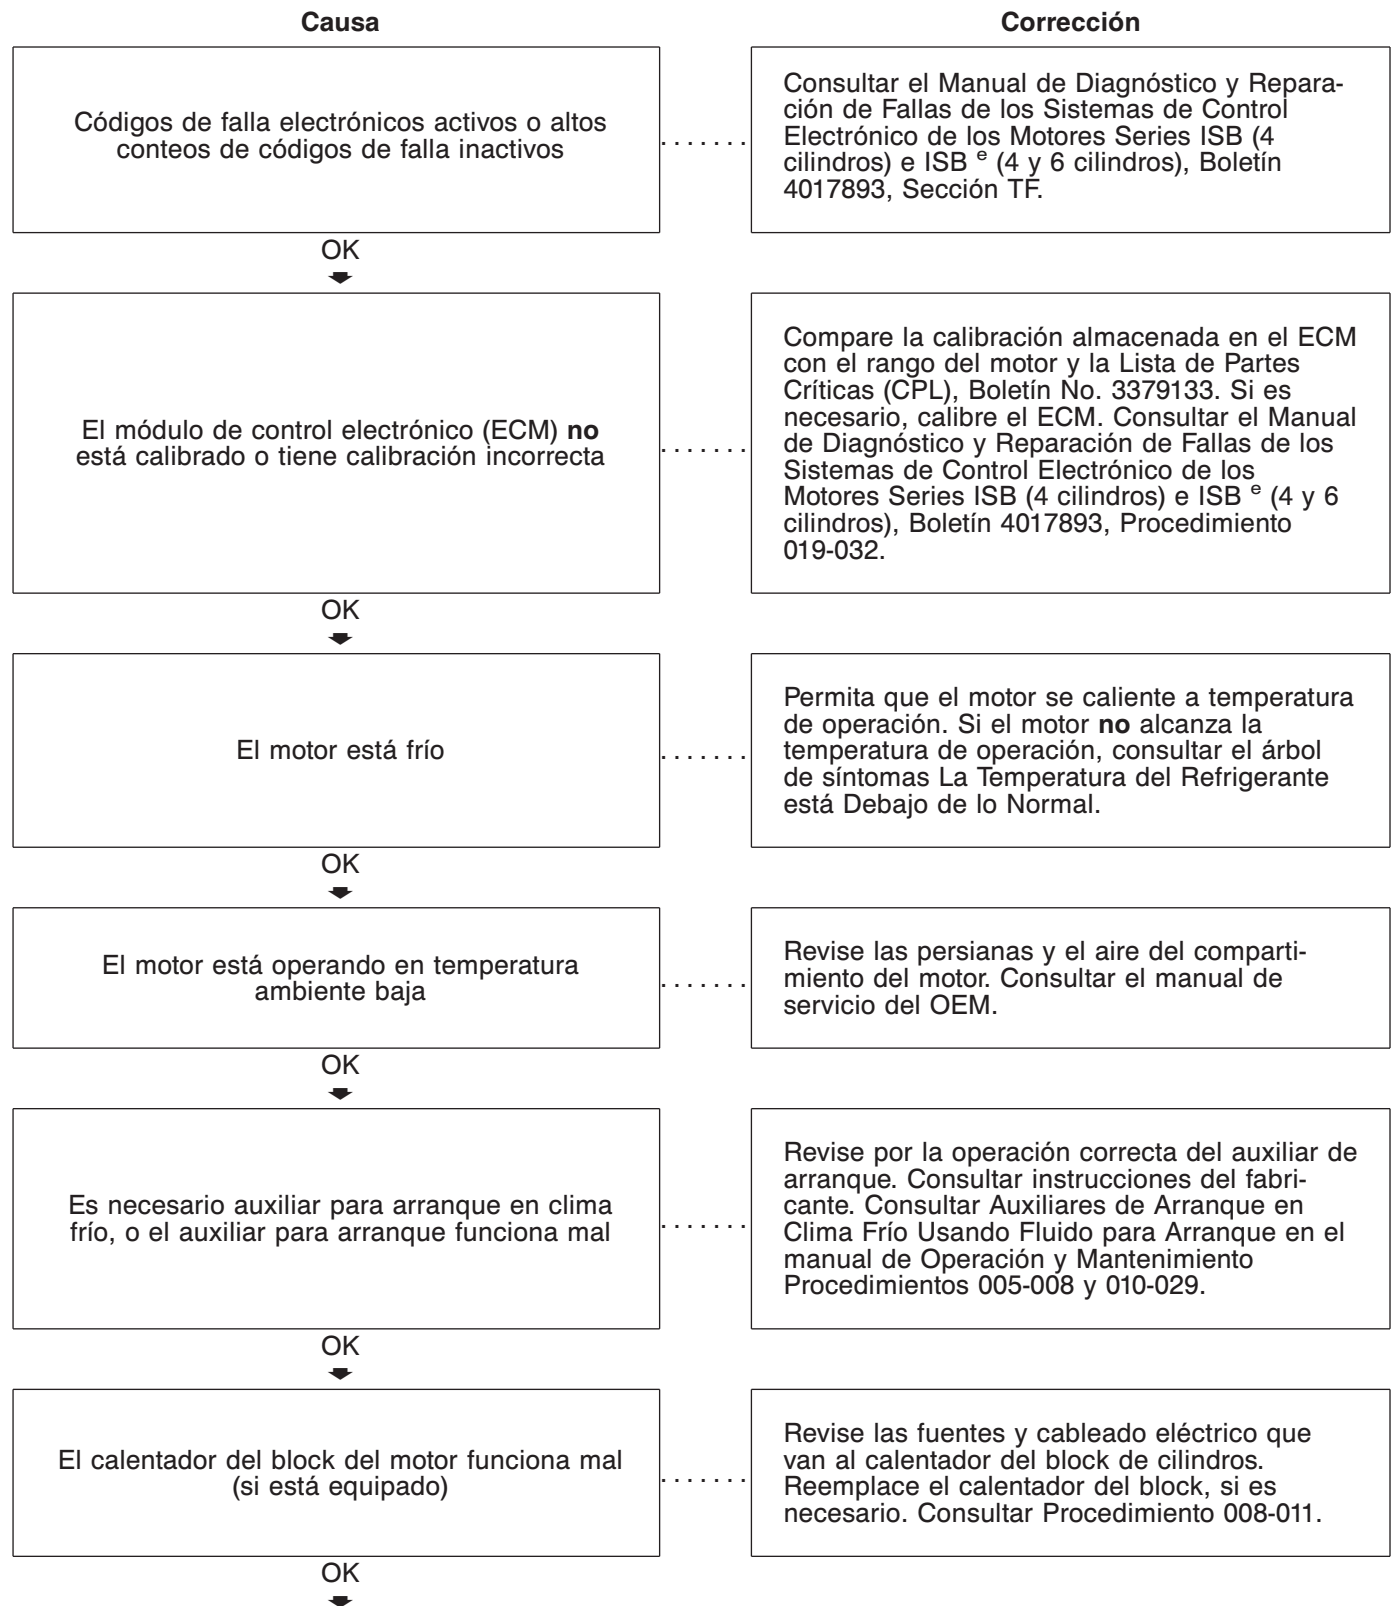 Causa
Corrección
Códigos de falla electrónicos activos o altos
conteos de códigos de falla inactivos
.......
Consultar el Manual de Diagnóstico y Repara-
ción de Fallas de los Sistemas de Control
Electrónico de los Motores Series ISB (4
cilindros) e ISB e (4 y 6 cilindros), Boletín
4017893, Sección TF.
OK
El módulo de control electrónico (ECM) no
está calibrado o tiene calibración incorrecta
.......
Compare la calibración almacenada en el ECM
con el rango del motor y la Lista de Partes
Críticas (CPL), Boletín No. 3379133. Si es
necesario, calibre el ECM. Consultar el Manual
de Diagnóstico y Reparación de Fallas de los
Sistemas de Control Electrónico de los
Motores Series ISB (4 cilindros) e ISB e (4 y 6
cilindros), Boletín 4017893, Procedimiento
019-032.
OK
El motor está frío
.......
Permita que el motor se caliente a temperatura
de operación. Si el motor no alcanza la
temperatura de operación, consultar el árbol
de síntomas La Temperatura del Refrigerante
está Debajo de lo Normal.
OK
El motor está operando en temperatura
ambiente baja
.......
Revise las persianas y el aire del comparti-
miento del motor. Consultar el manual de
servicio del OEM.
OK
Es necesario auxiliar para arranque en clima
frío, o el auxiliar para arranque funciona mal
.......
Revise por la operación correcta del auxiliar de
arranque. Consultar instrucciones del fabri-
cante. Consultar Auxiliares de Arranque en
Clima Frío Usando Fluido para Arranque en el
manual de Operación y Mantenimiento
Procedimientos 005-008 y 010-029.
OK
El calentador del block del motor funciona mal
(si está equipado)
.......
Revise las fuentes y cableado eléctrico que
van al calentador del block de cilindros.
Reemplace el calentador del block, si es
necesario. Consultar Procedimiento 008-011.
OK